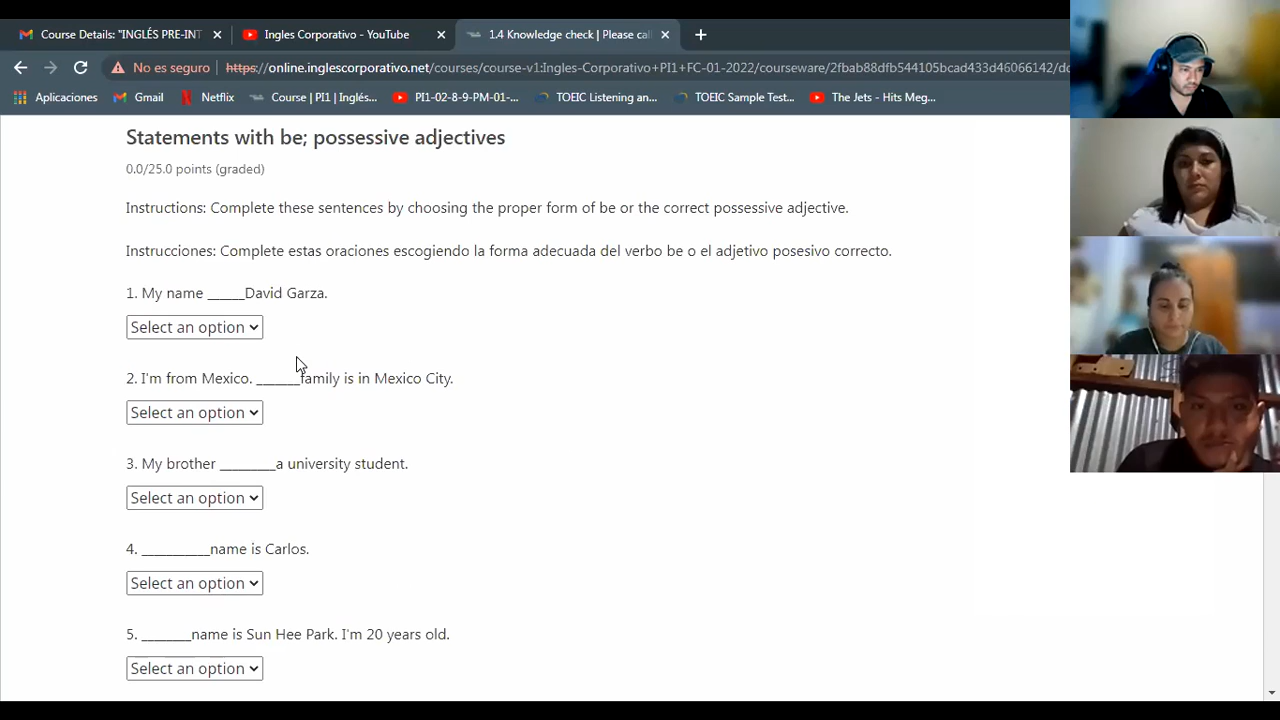 Course Details: "INGLÉS PRE-INT
Ingles Corporativo - YouTube
1.4 Knowledge check | Please cal
No es seguro
https://online.inglescorporativo.net/courses/course-v1:Ingles-Corporativo+PI1+FC-01-2022/courseware/2fbab88dfb544105bcad433d46066142/dc
Aplicaciones
Gmail
Netflix
Course | PI1 | Inglés...
PI1-02-8-9-PM-01-...
TOEIC Listening an...
TOEIC Sample Test...
The Jets - Hits Meg...
Statements with be; possessive adjectives
0.0/25.0 points (graded)
Instructions: Complete these sentences by choosing the proper form of be or the correct possessive adjective.
Instrucciones: Complete estas oraciones escogiendo la forma adecuada del verbo be o el adjetivo posesivo correcto.
1. My name ______David Garza.
Select an option
2. I'm from Mexico. _______family is in Mexico City.
Select an option
3. My brother _________a university student.
Select an option
4. ___________name is Carlos.
Select an option
5. ________name is Sun Hee Park. I'm 20 years old.
Select an option